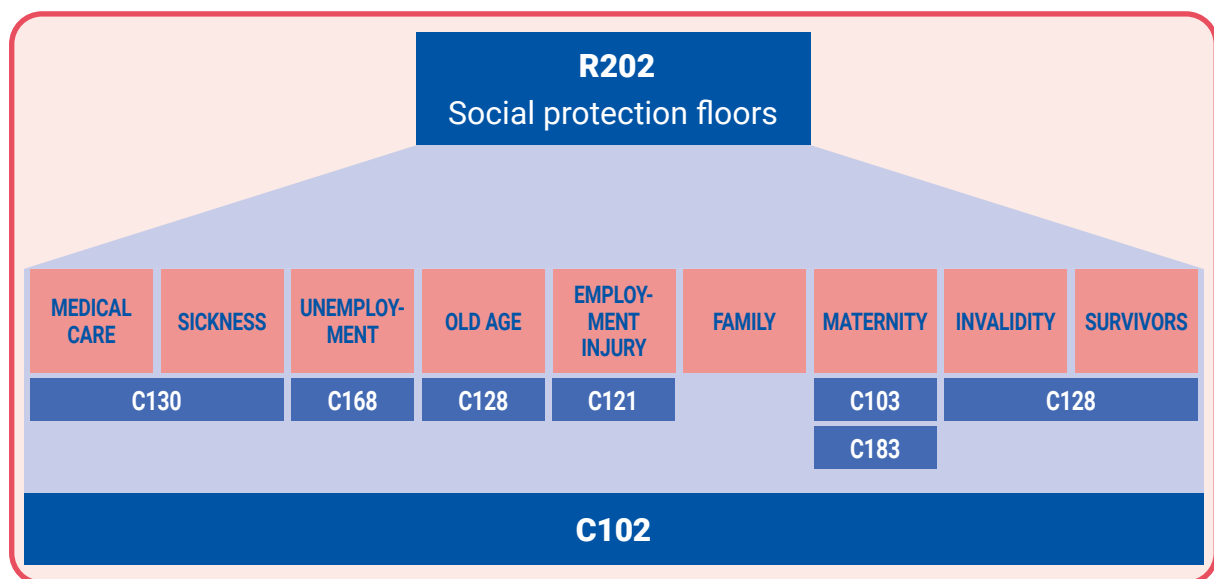 R202
Social protection floors
MEDICAL
CARE
SICKNESS
UNEMPLOY-
MENT
OLD AGE
EMPLOY-
MENT
INJURY
FAMILY
MATERNITY
INVALIDITY
SURVIVORS
C130
C168
C128
C121
C103
C128
C183
C102